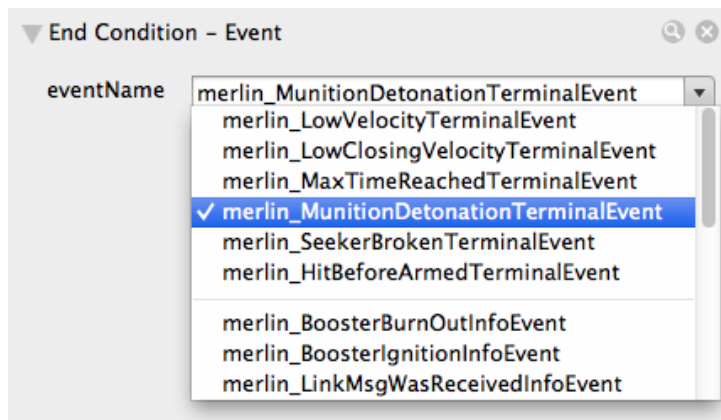 End Condition – Event
eventName merlin_MunitionDetonationTerminalEvent
merlin_LowVelocityTerminalEvent
merlin_LowClosingVelocityTerminalEvent
merlin_MaxTimeReachedTerminalEvent
✓ merlin_MunitionDetonationTerminalEvent
merlin_SeekerBrokenTerminalEvent
merlin_HitBeforeArmedTerminalEvent
merlin_BoosterBurnOutInfoEvent
merlin_BoosterIgnitionInfoEvent
merlin_LinkMsgWasReceivedInfoEvent